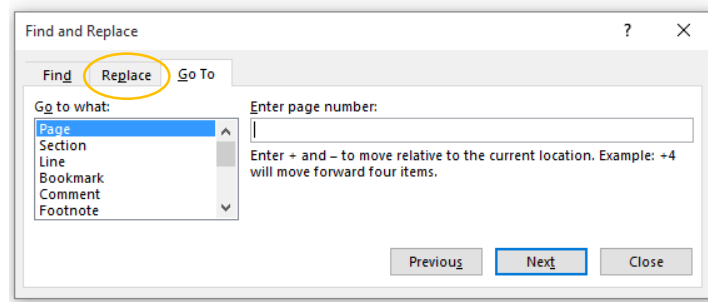 Find and Replace ? ×
Find Replace Go To
Go to what:
Page
Section
Line
Bookmark
Comment
Footnote
Enter page number:
Enter + and – to move relative to the current location. Example: +4
will move forward four items.
Previous Next Close